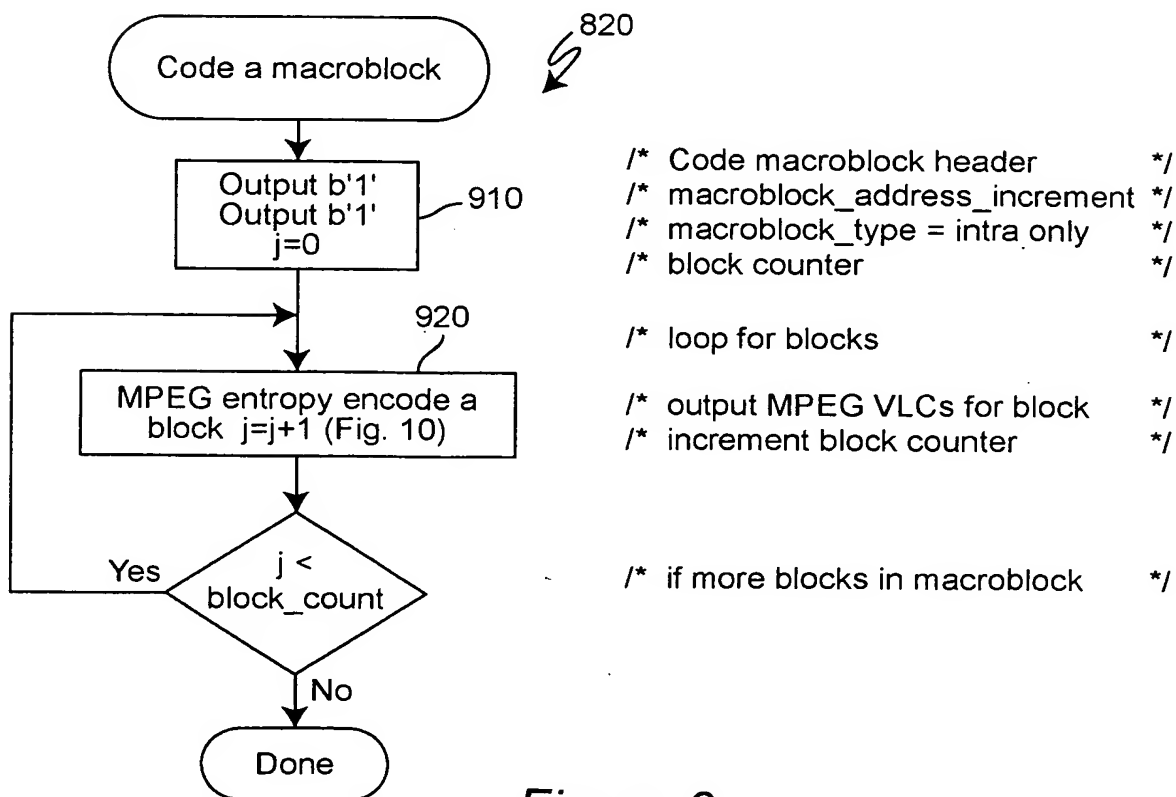 820
Code a macroblock
Output b'1'
Output b'1'
j=0
910
/* Code macroblock header */
/* macroblock_address_increment */
/* macroblock_type = intra only */
/* block counter */
920
/* loop for blocks */
MPEG entropy encode a
block j=j+1 (Fig. 10)
/* output MPEG VLCs for block */
/* increment block counter */
Yes
j <
block_count
/* if more blocks in macroblock */
No
Done